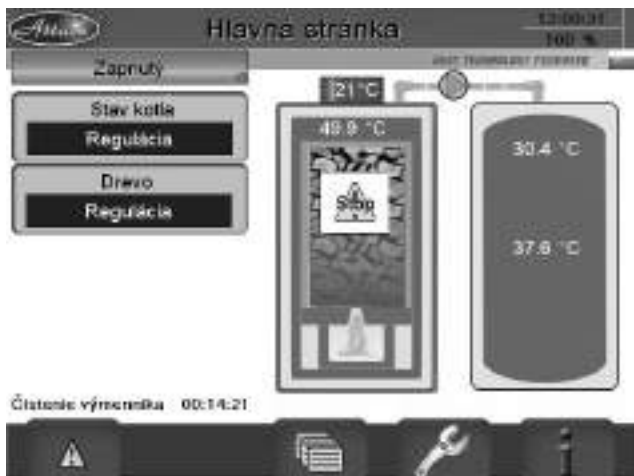 Hlavná stránka
100 %
Zapnutý
Stav kotla
Regulácia
Drevo
Regulácia
21°C
49.9 °C
Stop
30.4 °C
37.6 °C
Čistenie výmenníka 00:14:21